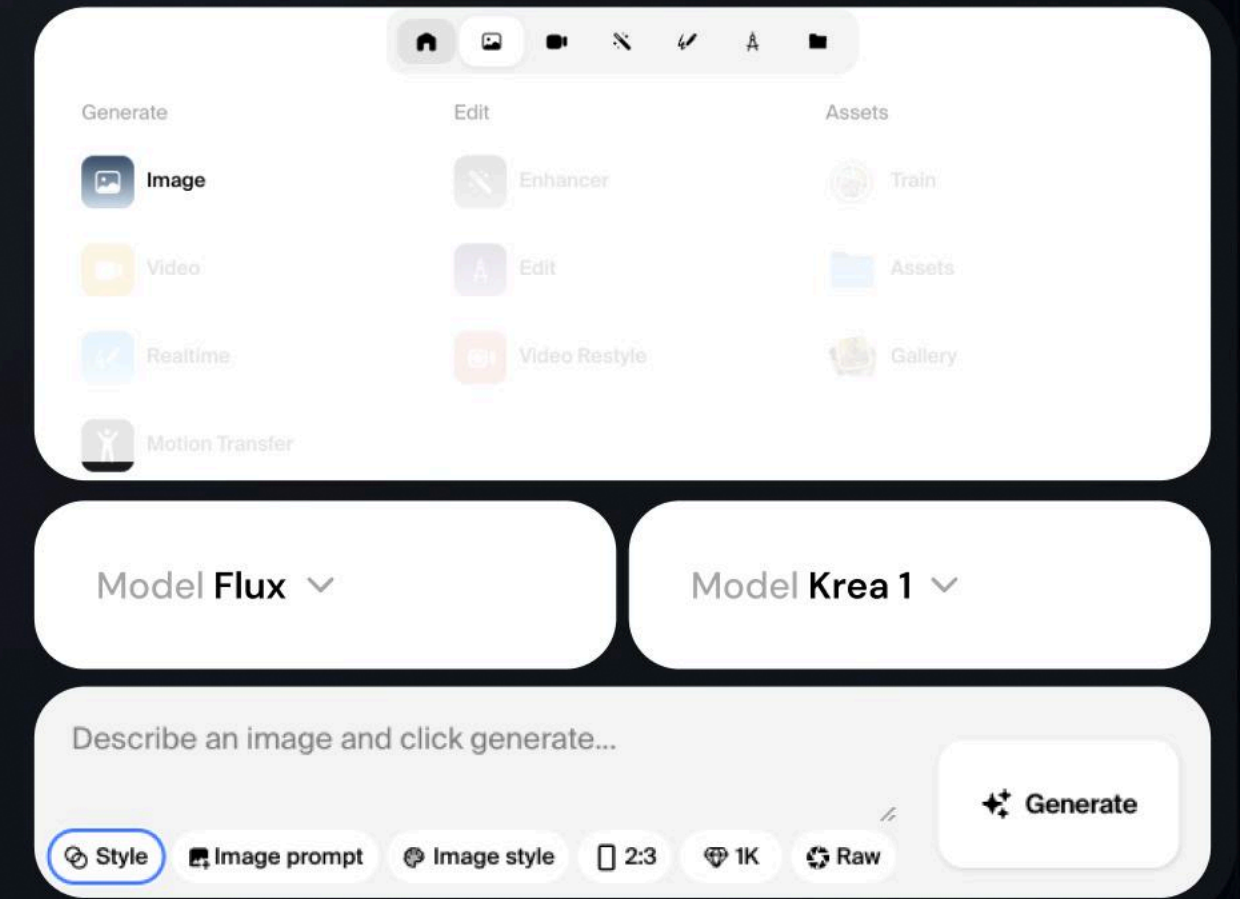 Generate Edit Assets
Image Enhancer Train
Video Edit Assets
Realtime Video Restyle Gallery
Motion Transfer
Model Flux
Model Krea 1
Describe an image and click generate...
Generate
Style Image prompt Image style 2:3 1K Raw